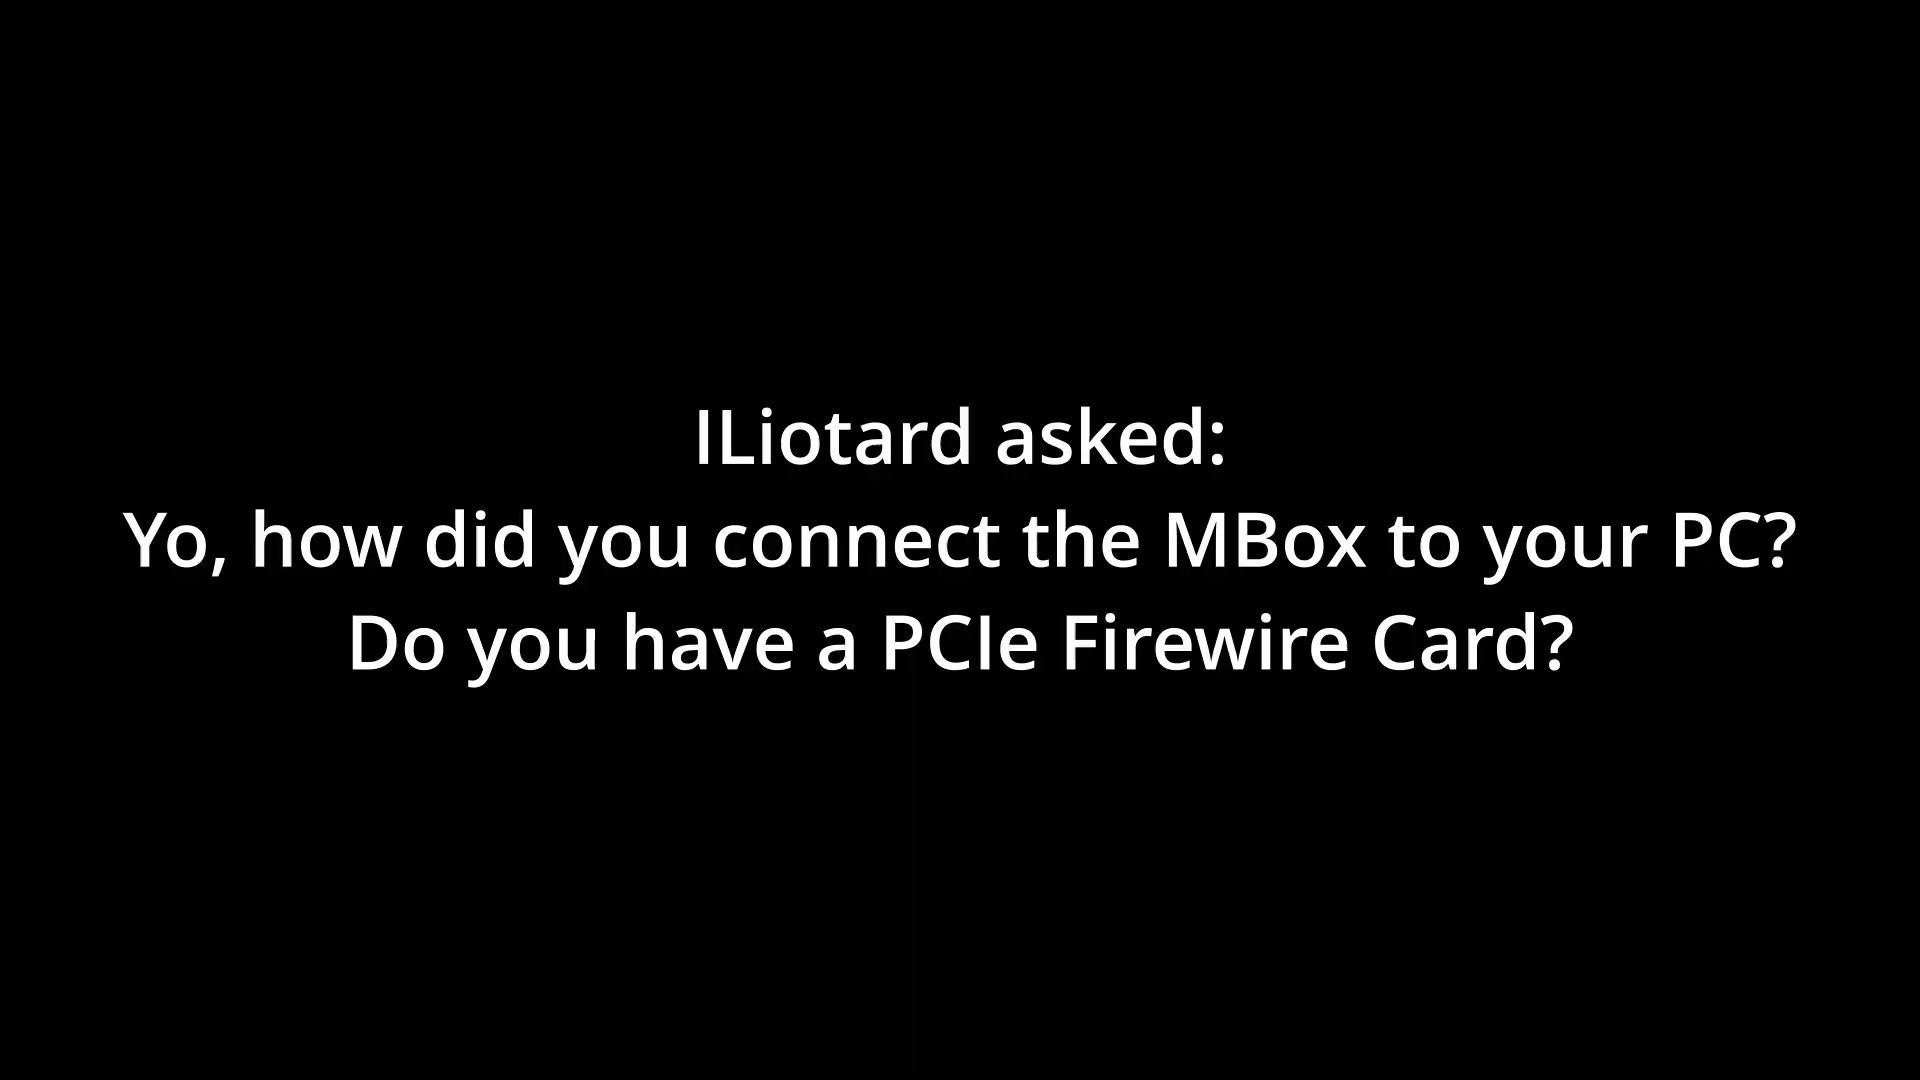 ILiotard asked:
Yo, how did you connect the MBox to your PC?
Do you have a PCIe Firewire Card?